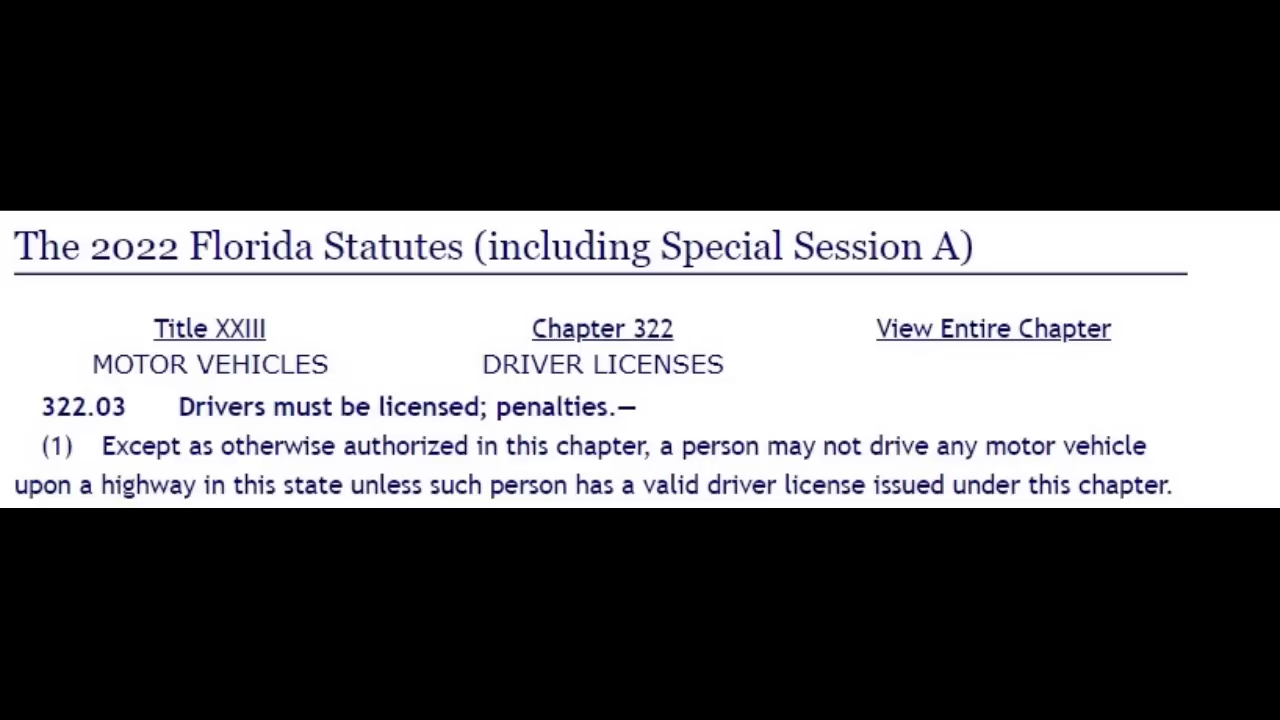 The 2022 Florida Statutes (including Special Session A)
Title XXIII Chapter 322 View Entire Chapter
MOTOR VEHICLES DRIVER LICENSES
322.03 Drivers must be licensed; penalties.—
(1) Except as otherwise authorized in this chapter, a person may not drive any motor vehicle
upon a highway in this state unless such person has a valid driver license issued under this chapter.